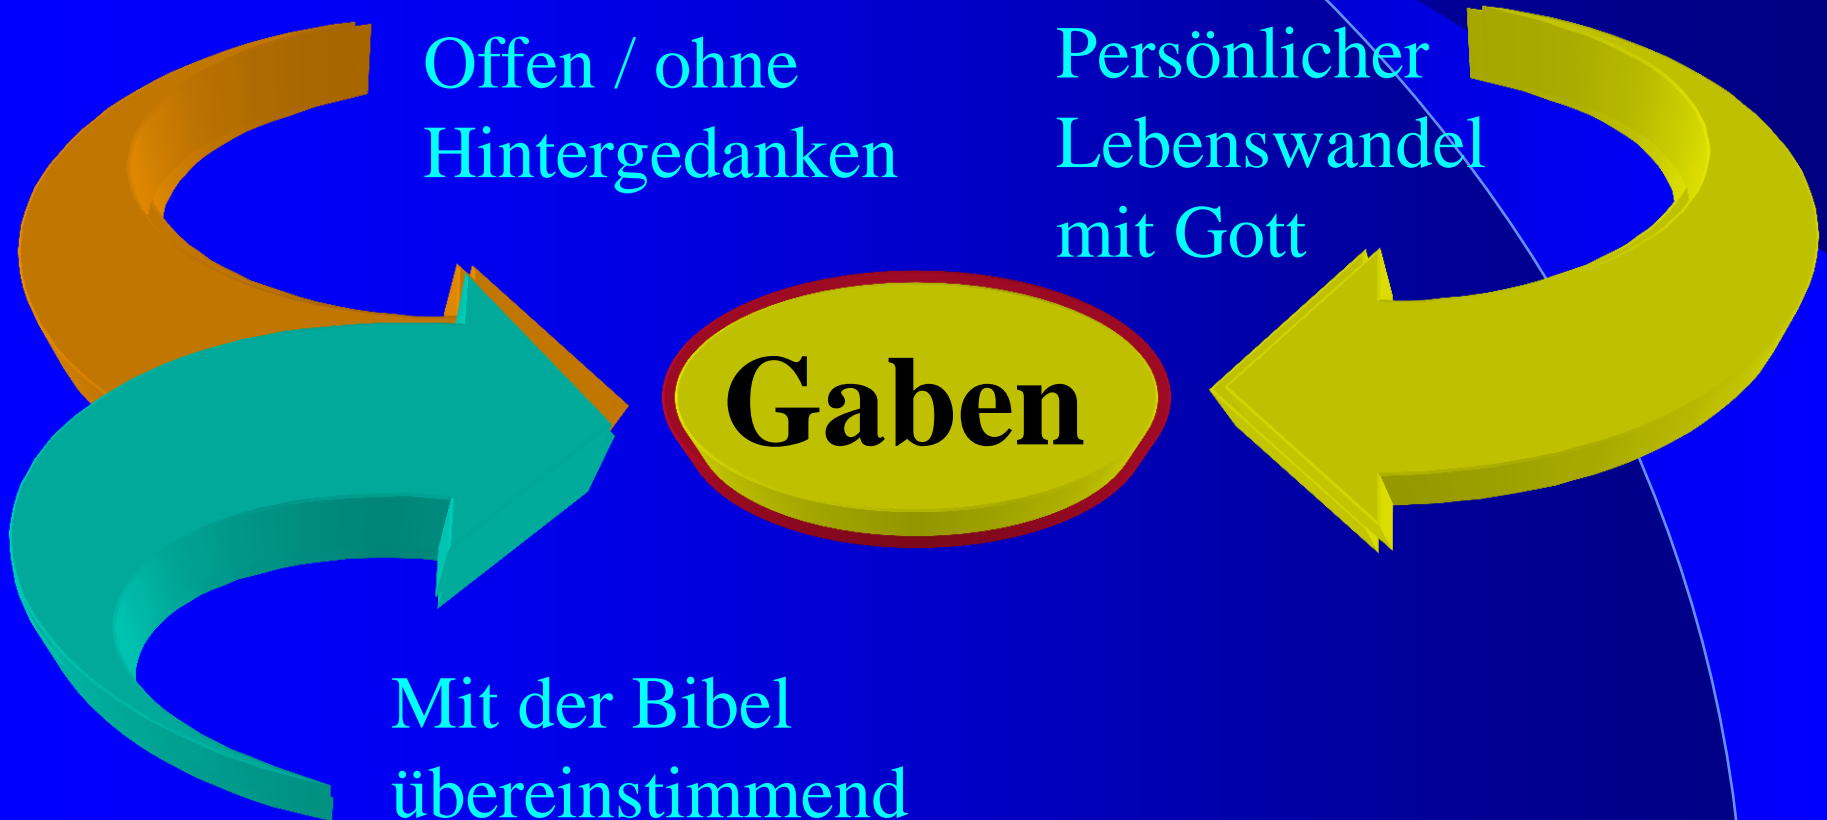 Offen / ohne
Hintergedanken
Persönlicher
Lebenswandel
mit Gott
Gaben
Mit der Bibel
übereinstimmend